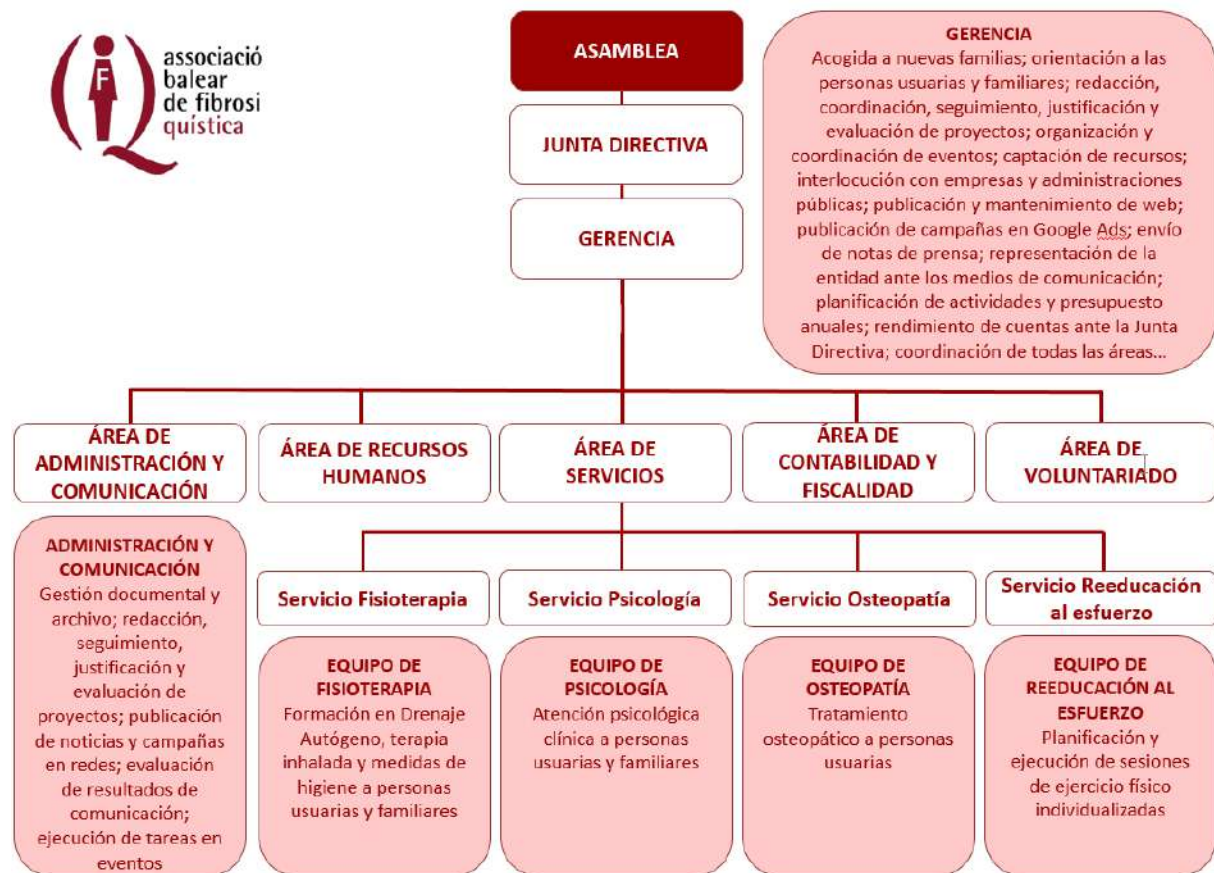 F
associació
balear
de fibrosi
quística
ASAMBLEA
JUNTA DIRECTIVA
GERENCIA
GERENCIA
Acogida a nuevas familias; orientación a las
personas usuarias y familiares; redacción,
coordinación, seguimiento, justificación y
evaluación de proyectos; organización y
coordinación de eventos; captación de recursos;
interlocución con empresas y administraciones
públicas; publicación y mantenimiento de web;
publicación de campañas en Google Ads; envío
de notas de prensa; representación de la
entidad ante los medios de comunicación;
planificación de actividades y presupuesto
anuales; rendimiento de cuentas ante la Junta
Directiva; coordinación de todas las áreas...
ÁREA DE
ADMINISTRACIÓN Y
COMUNICACIÓN
ÁREA DE RECURSOS
HUMANOS
ÁREA DE
SERVICIOS
ÁREA DE
CONTABILIDAD Y
FISCALIDAD
ÁREA DE
VOLUNTARIADO
ADMINISTRACIÓN Y
COMUNICACIÓN
Gestión documental y
archivo; redacción,
seguimiento,
justificación y
evaluación de
proyectos; publicación
de noticias y campañas
en redes; evaluación
de resultados de
comunicación;
ejecución de tareas en
eventos
Servicio Fisioterapia
Servicio Psicología
Servicio Osteopatía
Servicio Reeducación
al esfuerzo
EQUIPO DE
FISIOTERAPIA
Formación en Drenaje
Autógeno, terapia
inhalada y medidas de
higiene a personas
usuarias y familiares
EQUIPO DE
PSICOLOGÍA
Atención psicológica
clínica a personas
usuarias y familiares
EQUIPO DE
OSTEOPATÍA
Tratamiento
osteopático a personas
usuarias
EQUIPO DE
REEDUCACIÓN AL
ESFUERZO
Planificación y
ejecución de sesiones
de ejercicio físico
individualizadas